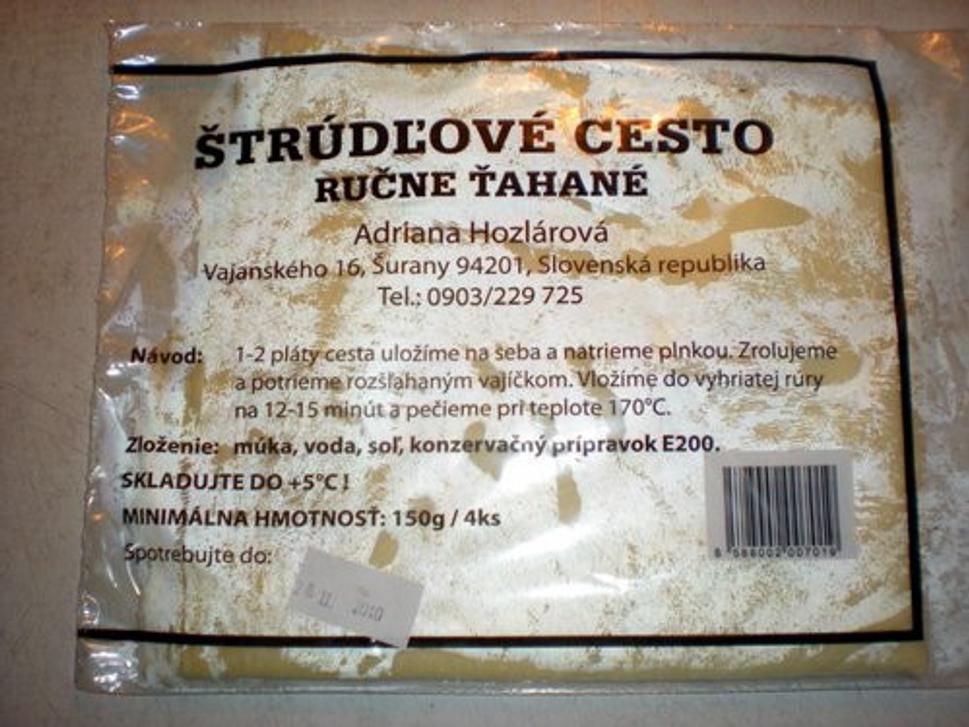 ŠTRÚDĽOVÉ CESTO
RUČNE ŤAHANÉ
Adriana Hozlárová
Vajanského 16, Šurany 94201, Slovenská republika
Tel.: 0903/229 725
Návod: 1-2 pláty cesta uložíme na seba a natrieme plnkou. Zrolujeme
a potrieme rozšľahaným vajíčkom. Vložíme do vyhriatej rúry
na 12-15 minút a pečieme pri teplote 170°C.
Zloženie: múka, voda, soľ, konzervačný prípravok E200.
SKLADUJTE DO +5°C !
MINIMÁLNA HMOTNOSŤ: 150g / 4ks
Spotrebujte do:
2010
8 588002 007019